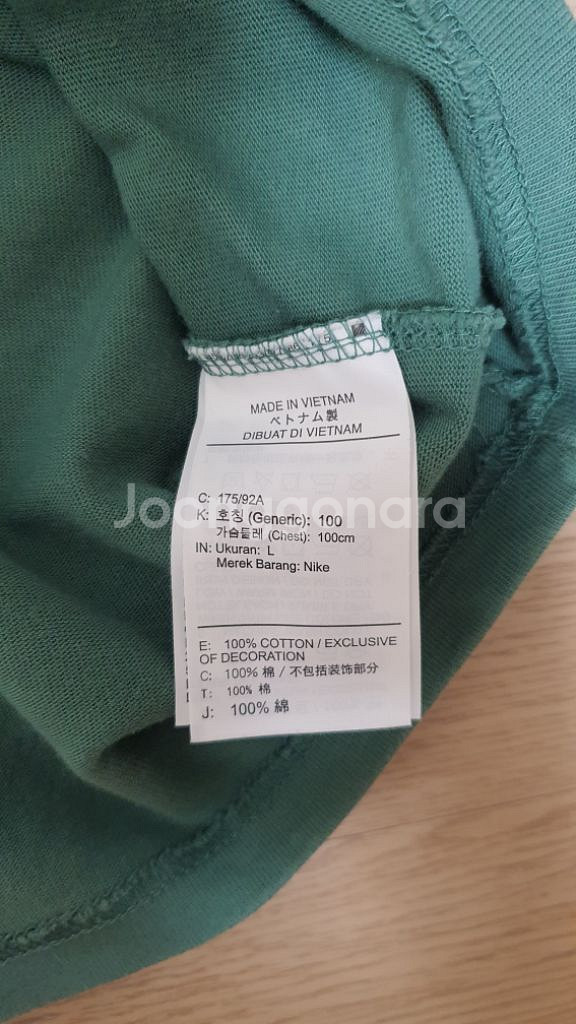 MADE IN VIETNAM
ベトナム製
DIBUAT DI VIETNAM
C: 175/92A
K: 호칭 (Generic): 100
가슴둘레 (Chest): 100cm
IN: Ukuran: L
Merek Barang: Nike
Joonggonara
E: 100% COTTON / EXCLUSIVE
OF DECORATION
C: 100% 棉 / 不包括装饰部分
T: 100% 棉
J: 100% 綿